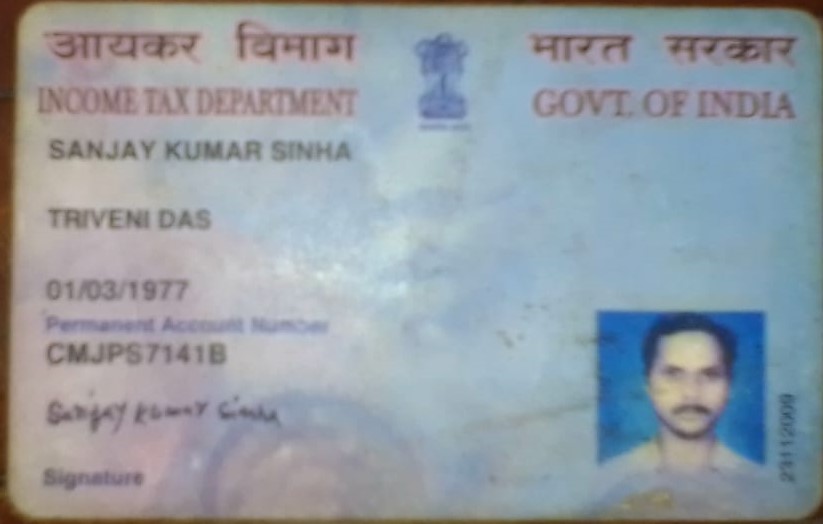 आयकर विभाग
भारत सरकार
INCOME TAX DEPARTMENT
GOVT. OF INDIA
SANJAY KUMAR SINHA
TRIVENI DAS
01/03/1977
Permanent Account Number
CMJPS7141B
Sanjay Kumar Sinha
Signature
23112009